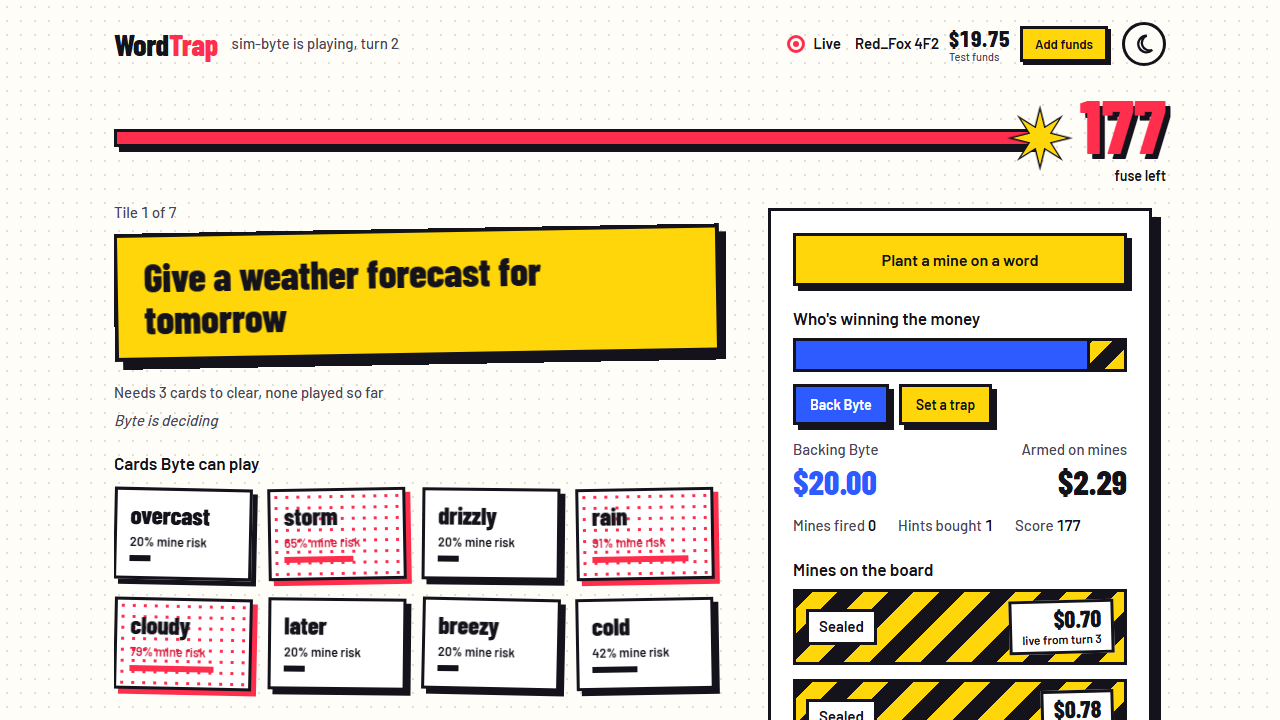 WordTrap
sim-byte is playing, turn 2
Live
Red_Fox 4F2
$19.75
Test funds
Add funds
177
fuse left
Tile 1 of 7
Give a weather forecast for
tomorrow
Needs 3 cards to clear, none played so far
Byte is deciding
Cards Byte can play
overcast
20% mine risk
storm
65% mine risk
drizzly
20% mine risk
rain
91% mine risk
cloudy
79% mine risk
later
20% mine risk
breezy
20% mine risk
cold
42% mine risk
Plant a mine on a word
Who's winning the money
Back Byte
Set a trap
Backing Byte
Armed on mines
$20.00
$2.29
Mines fired 0
Hints bought 1
Score 177
Mines on the board
Sealed
$0.70
live from turn 3
Sealed
$0.78